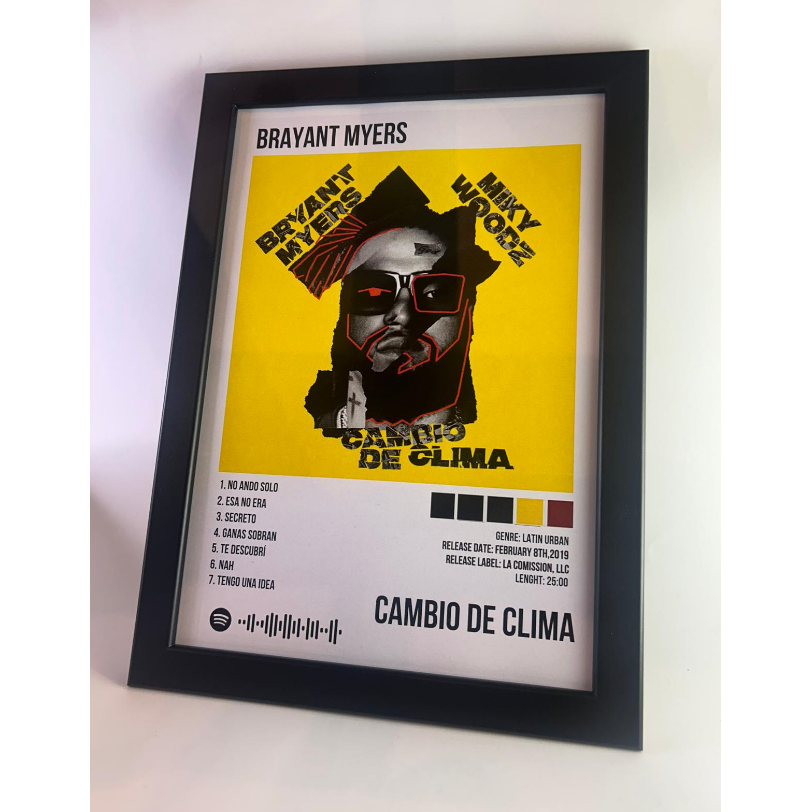 BRAYANT MYERS
BRYANT
MYERS
MIKY
WOODZ
CAMBIO
DE CLIMA
1. NO ANDO SOLO
2. ESA NO ERA
3. SECRETO
4. GANAS SOBRAN
5. TE DESCUBRÍ
6. NAH
7. TENGO UNA IDEA
GENRE: LATIN URBAN
RELEASE DATE: FEBRUARY 8TH,2019
RELEASE LABEL: LA COMISSION, LLC
LENGHT: 25:00
CAMBIO DE CLIMA